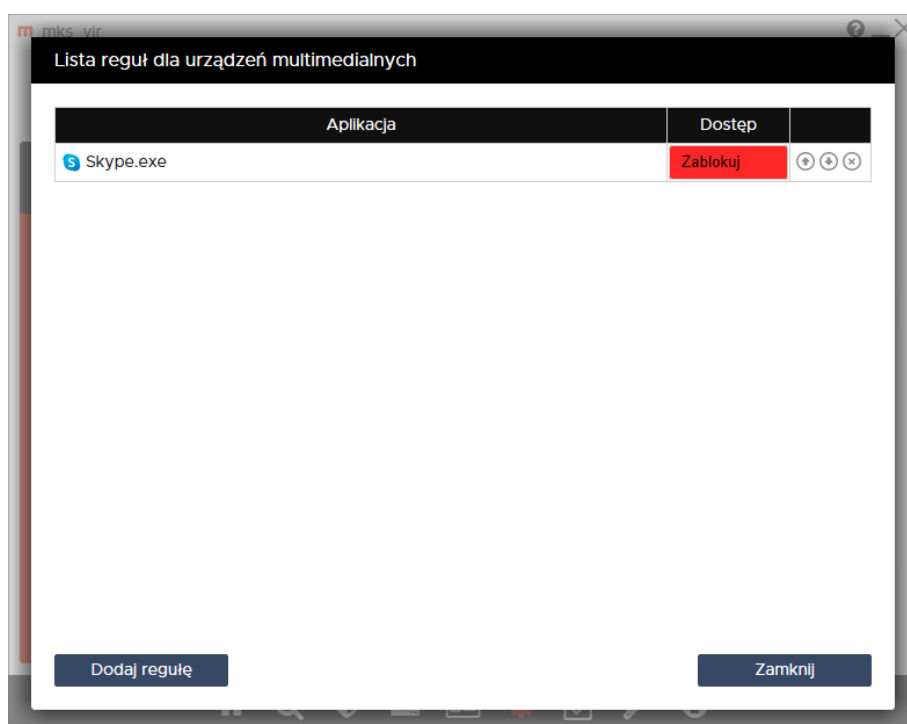 mks_vir
Lista reguł dla urządzeń multimedialnych
Aplikacja Dostęp
Skype.exe Zablokuj
Dodaj regułę Zamknij